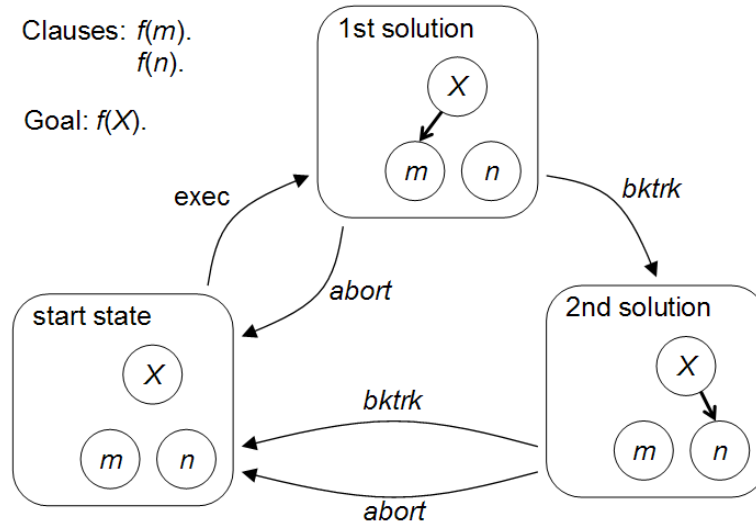 Clauses: f(m).
f(n).
Goal: f(X).
1st solution
X
m n
exec
bktrk
abort
start state
X
m n
2nd solution
X
m n
bktrk
abort